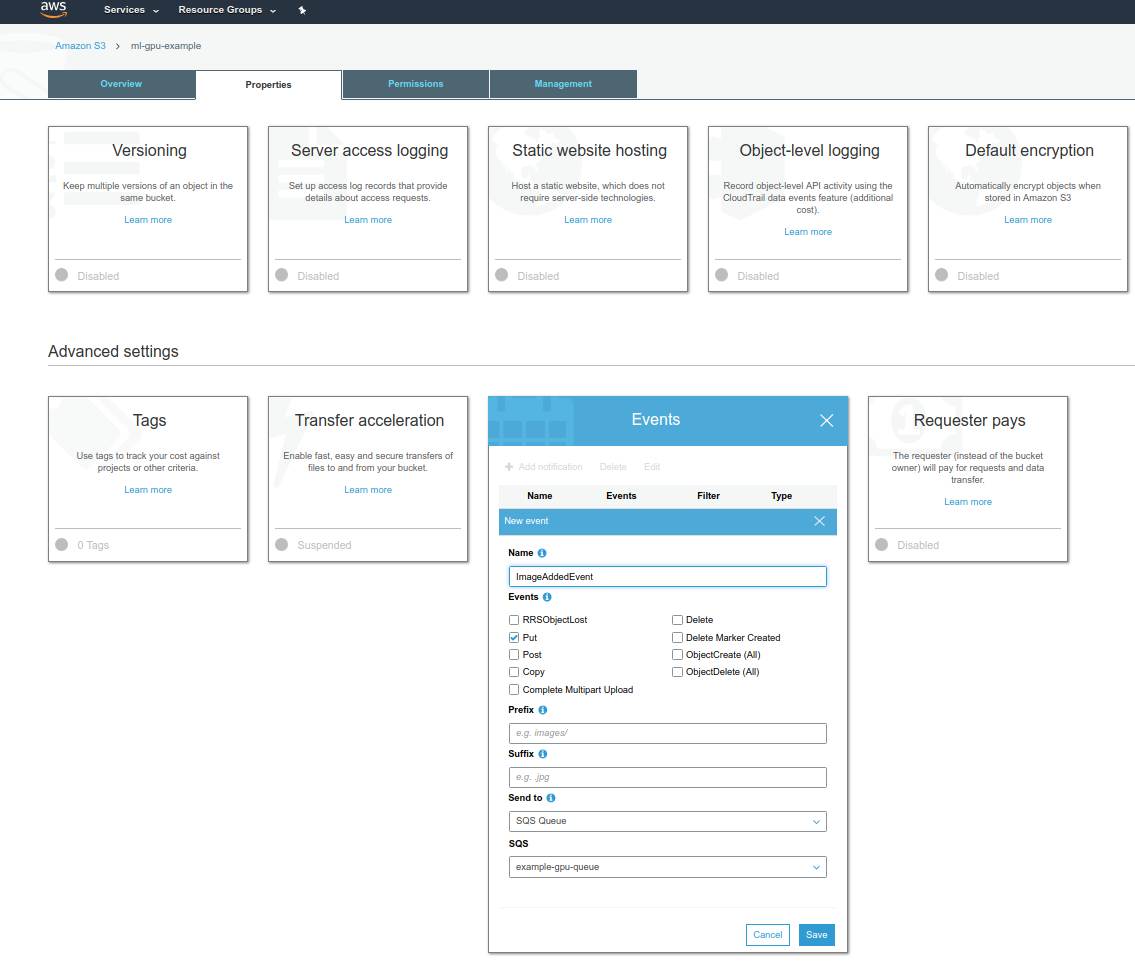 aws
Services
Resource Groups
Amazon S3 > ml-gpu-example
Overview
Properties
Permissions
Management
Versioning
Keep multiple versions of an object in the
same bucket.
Learn more
Disabled
Server access logging
Set up access log records that provide
details about access requests.
Learn more
Disabled
Static website hosting
Host a static website, which does not
require server-side technologies.
Learn more
Disabled
Object-level logging
Record object-level API activity using the
CloudTrail data events feature (additional
cost).
Learn more
Disabled
Default encryption
Automatically encrypt objects when
stored in Amazon S3
Learn more
Disabled
Advanced settings
Tags
Use tags to track your cost against
projects or other criteria.
Learn more
0 Tags
Transfer acceleration
Enable fast, easy and secure transfers of
files to and from your bucket.
Learn more
Suspended
Events
Add notification
Delete
Edit
Name
Events
Filter
Type
New event
Name
ImageAddedEvent
Events
RRSObjectLost
Delete
Put
Delete Marker Created
Post
ObjectCreate (All)
Copy
ObjectDelete (All)
Complete Multipart Upload
Prefix
e.g. images/
Suffix
e.g. .jpg
Send to
SQS Queue
SQS
example-gpu-queue
Cancel
Save
Requester pays
The requester (instead of the bucket
owner) will pay for requests and data
transfer.
Learn more
Disabled